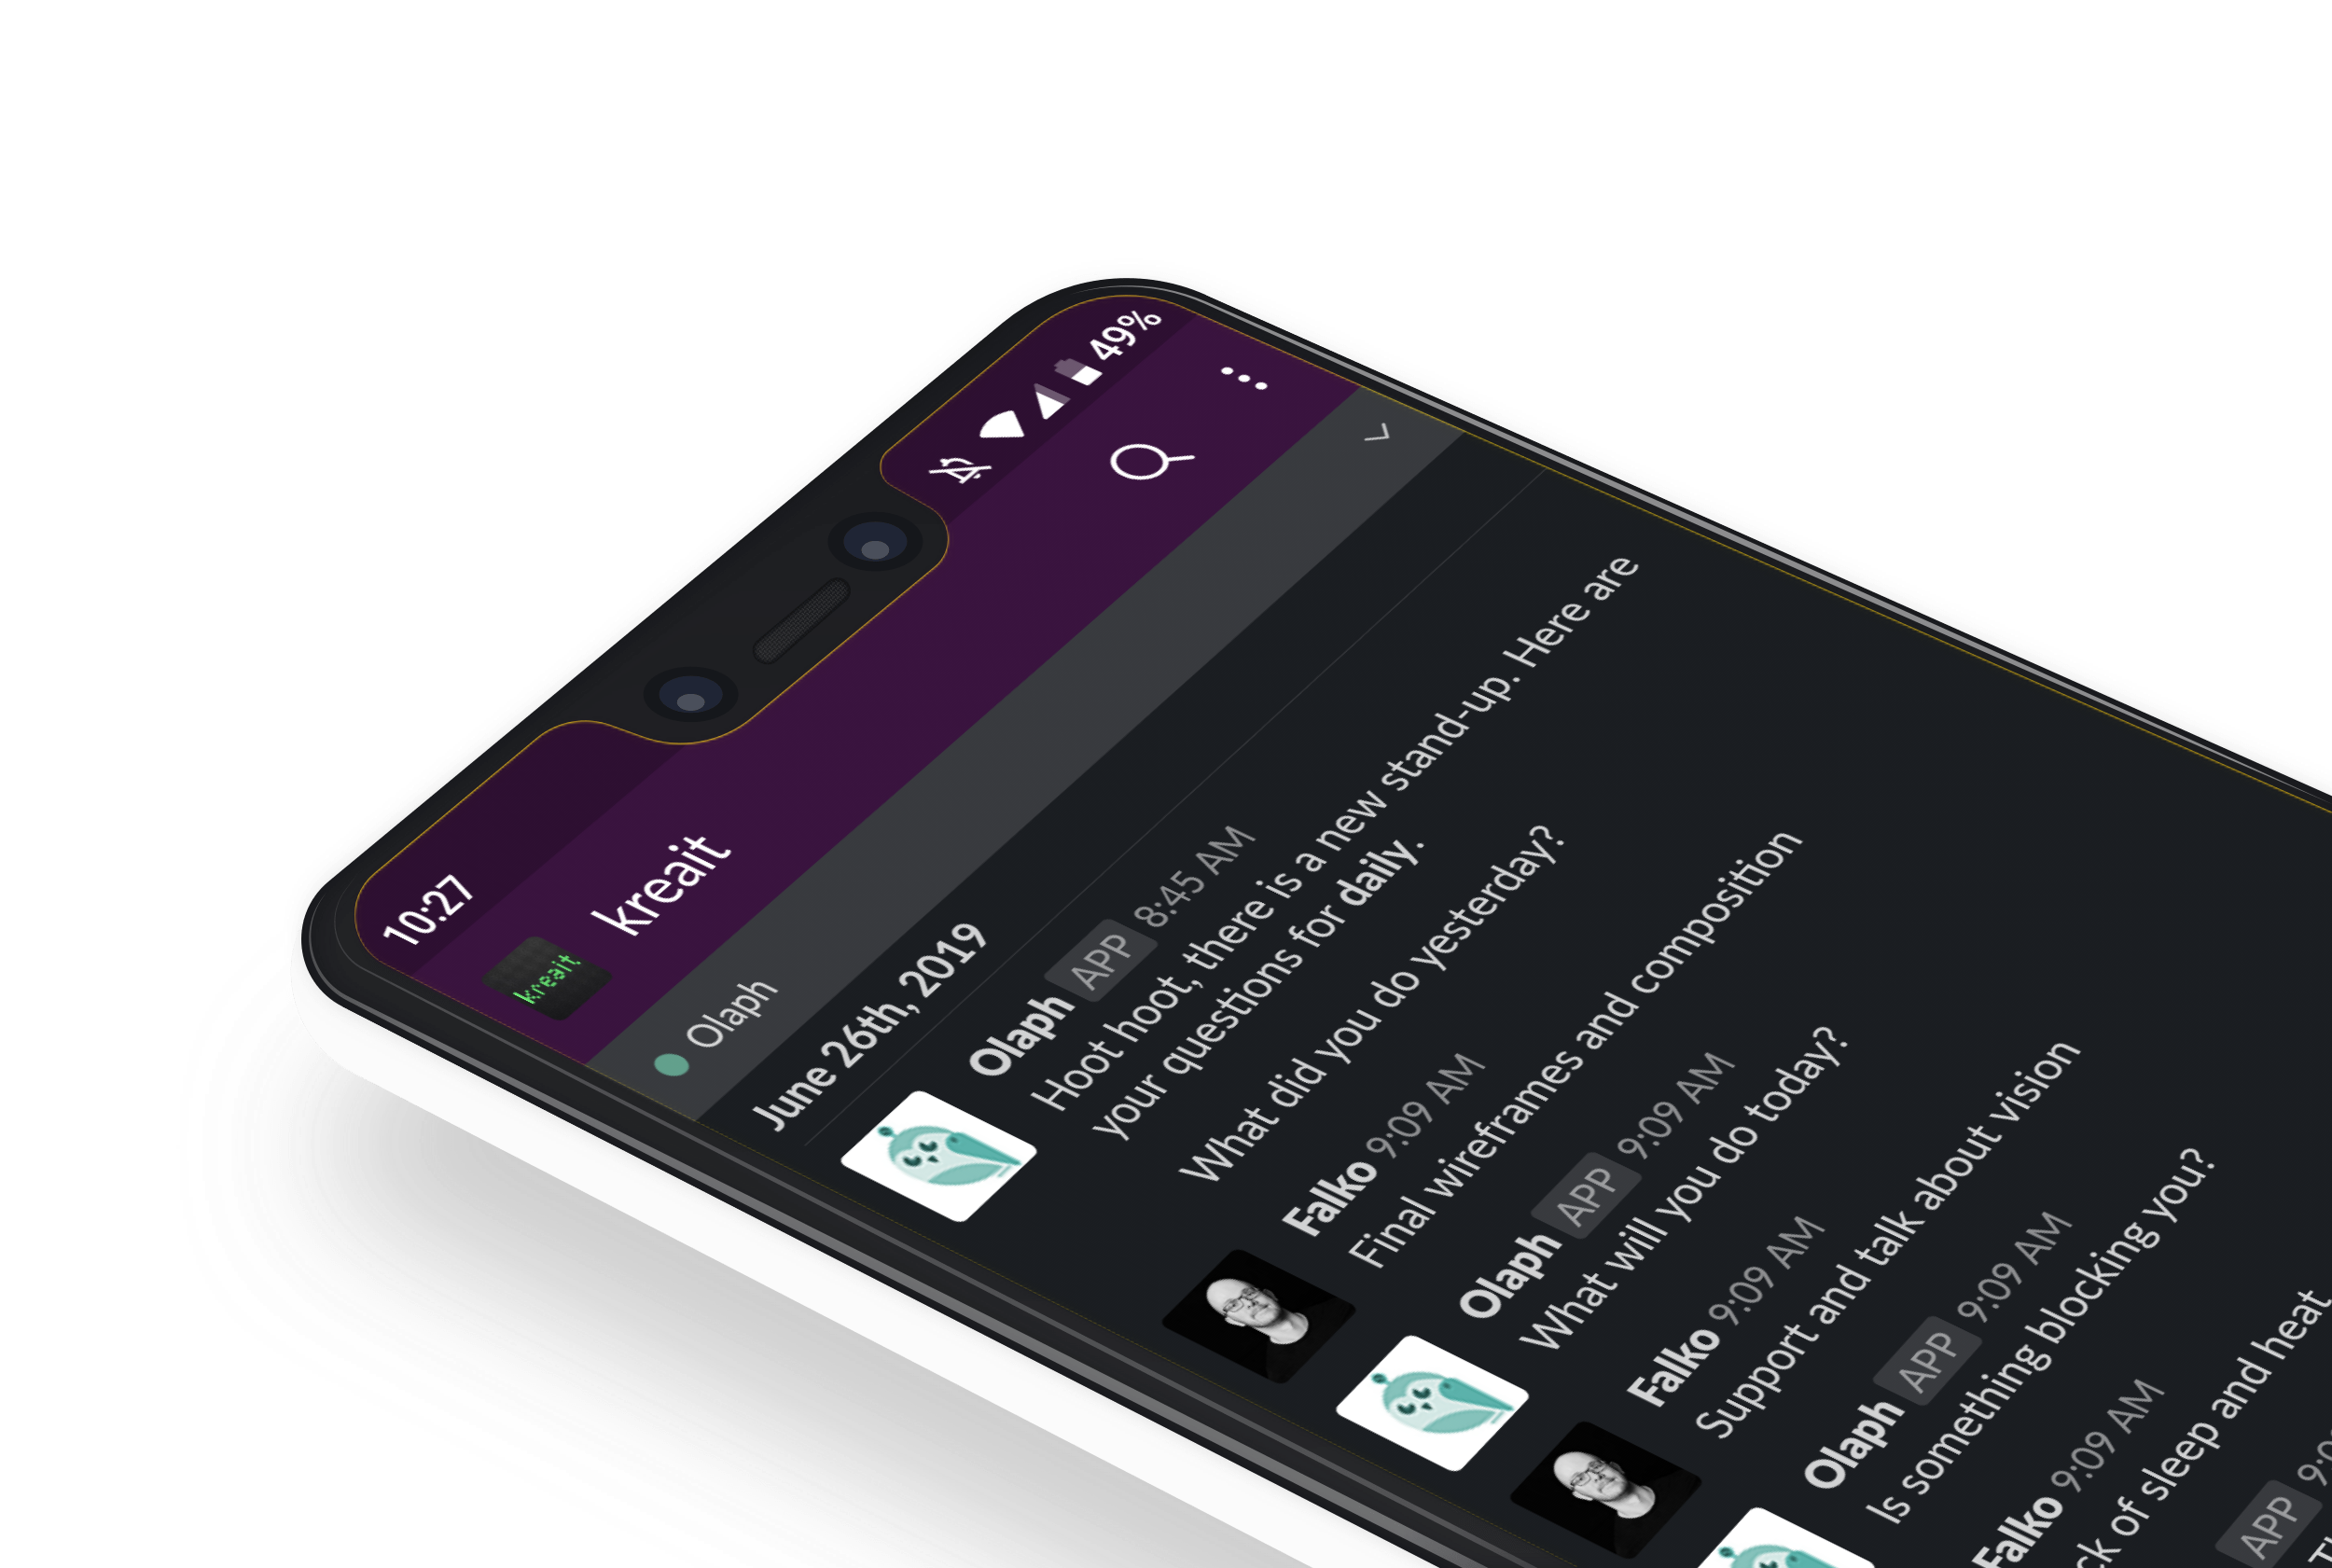 10:27
49%
kreait
kreait
Olaph
June 26th, 2019
Olaph APP 8:45 AM
Hoot hoot, there is a new stand-up. Here are
your questions for daily.
What did you do yesterday?
Falko 9:09 AM
Final wireframes and composition
Olaph APP 9:09 AM
What will you do today?
Falko 9:09 AM
Support and talk about vision
Olaph APP 9:09 AM
Is something blocking you?
Falko 9:09 AM
of sleep and heat
APP